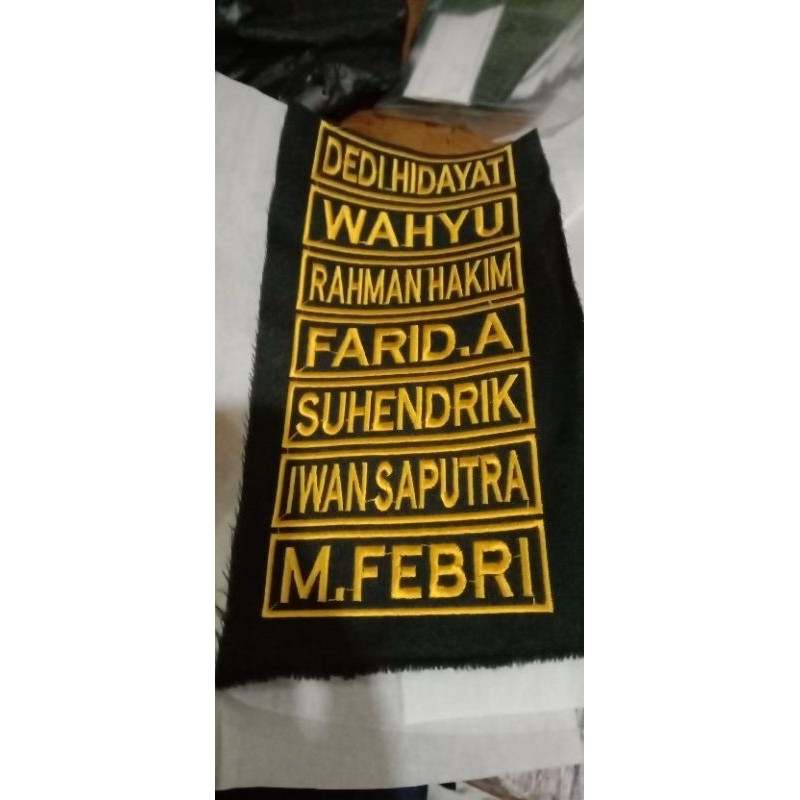 DEDI HIDAYAT
WAHYU
RAHMAN HAKIM
FARID.A
SUHENDRIK
IWAN SAPUTRA
M.FEBRI